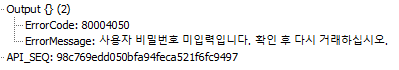 Output {} (2)
ErrorCode: 80004050
ErrorMessage: 사용자 비밀번호 미입력입니다. 확인 후 다시 거래하십시오.
API_SEQ: 98c769edd050bfa94feca521f6fc9497